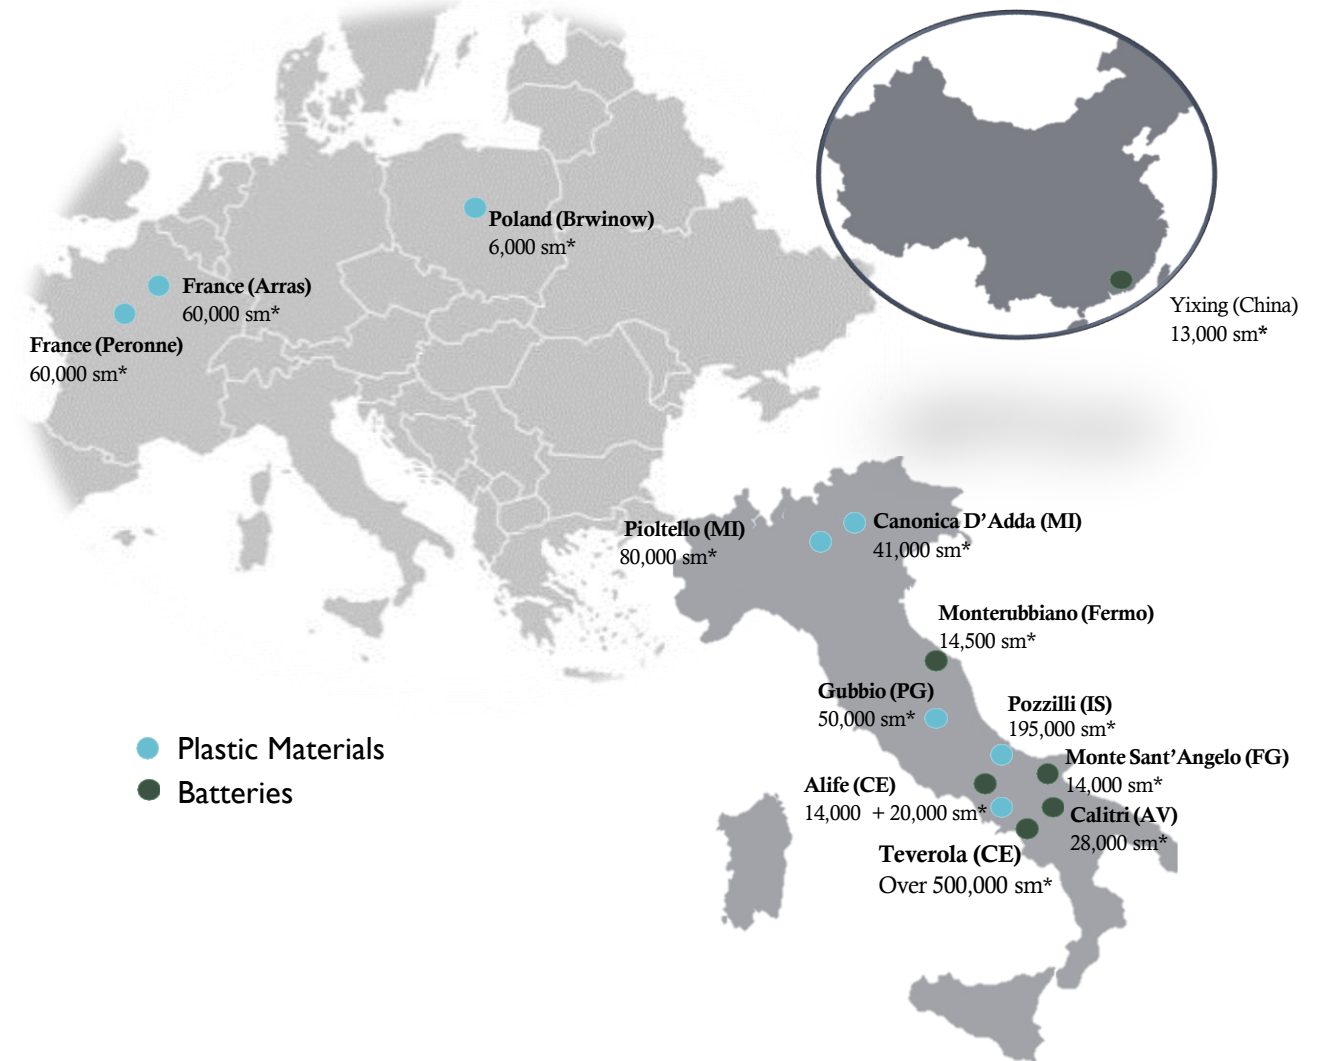 Poland (Brwinow)
6,000 sm*
France (Arras)
60,000 sm*
France (Peronne)
60,000 sm*
Yixing (China)
13,000 sm*
Pioltello (MI)
80,000 sm*
Canonica D’Adda (MI)
41,000 sm*
Monterubbiano (Fermo)
14,500 sm*
Gubbio (PG)
50,000 sm*
Pozzilli (IS)
195,000 sm*
Monte Sant’Angelo (FG)
14,000 sm*
Alife (CE)
14,000 + 20,000 sm*
Calitri (AV)
28,000 sm*
Teverola (CE)
Over 500,000 sm*
Plastic Materials
Batteries